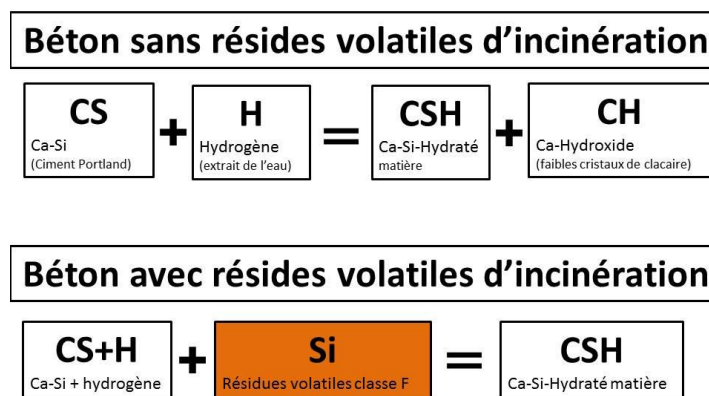 Béton sans résides volatiles d'incinération
CS + H = CSH + CH
Ca-Si Hydrogène Ca-Si-Hydraté Ca-Hydroxide
(Ciment Portland) (extrait de l'eau) matière (faibles cristaux de clacaire)
Béton avec résides volatiles d'incinération
CS+H + Si = CSH
Ca-Si + hydrogène Résidues volatiles classe F Ca-Si-Hydraté matière